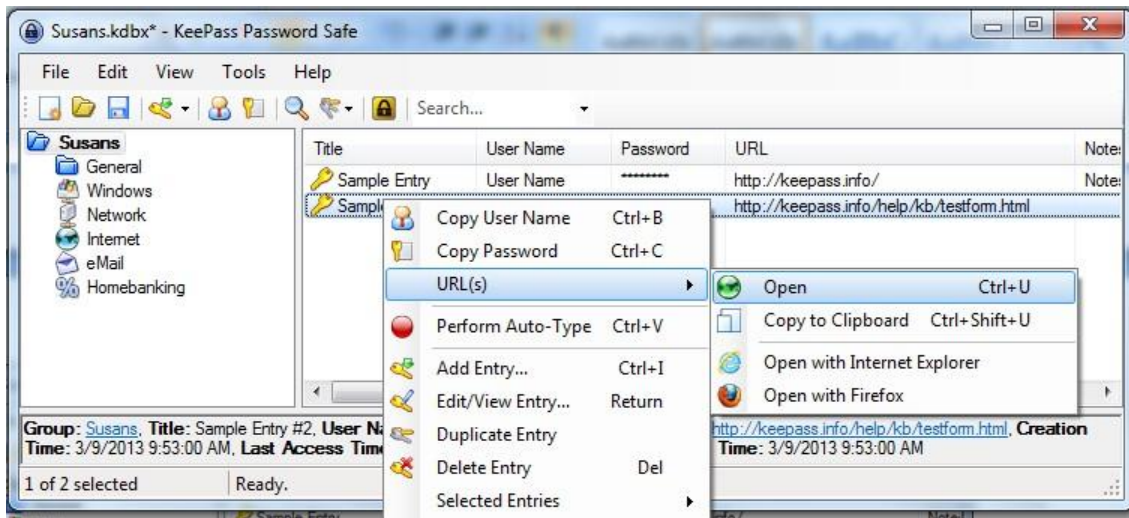 Susans.kdbx* - KeePass Password Safe
File Edit View Tools Help
Search...
Susans
General
Windows
Network
Internet
eMail
Homebanking
Title User Name Password URL Notes
Sample Entry User Name ******** http://keepass.info/ Notes
Sample http://keepass.info/help/kb/testform.html
Copy User Name Ctrl+B
Copy Password Ctrl+C
URL(s)
Open Ctrl+U
Copy to Clipboard Ctrl+Shift+U
Open with Internet Explorer
Open with Firefox
Perform Auto-Type Ctrl+V
Add Entry... Ctrl+I
Edit/View Entry... Return
Duplicate Entry
Delete Entry Del
Selected Entries
Group: Susans, Title: Sample Entry #2, User Na http://keepass.info/help/kb/testform.html, Creation
Time: 3/9/2013 9:53:00 AM, Last Access Time Time: 3/9/2013 9:53:00 AM
1 of 2 selected Ready.